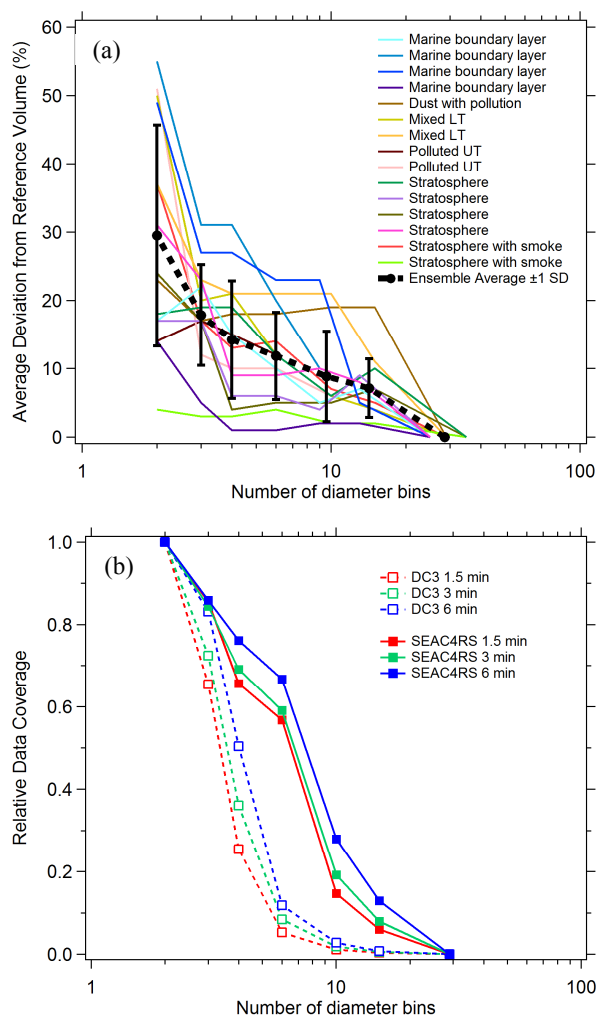 (a)
Average Deviation from Reference Volume (%)
60
50
40
30
20
10
0
Marine boundary layer
Marine boundary layer
Marine boundary layer
Marine boundary layer
Dust with pollution
Mixed LT
Mixed LT
Polluted UT
Polluted UT
Stratosphere
Stratosphere
Stratosphere
Stratosphere
Stratosphere with smoke
Stratosphere with smoke
Ensemble Average ±1 SD
1
10
100
Number of diameter bins
(b)
Relative Data Coverage
1.0
0.8
0.6
0.4
0.2
0.0
DC3 1.5 min
DC3 3 min
DC3 6 min
SEAC4RS 1.5 min
SEAC4RS 3 min
SEAC4RS 6 min
1
10
100
Number of diameter bins